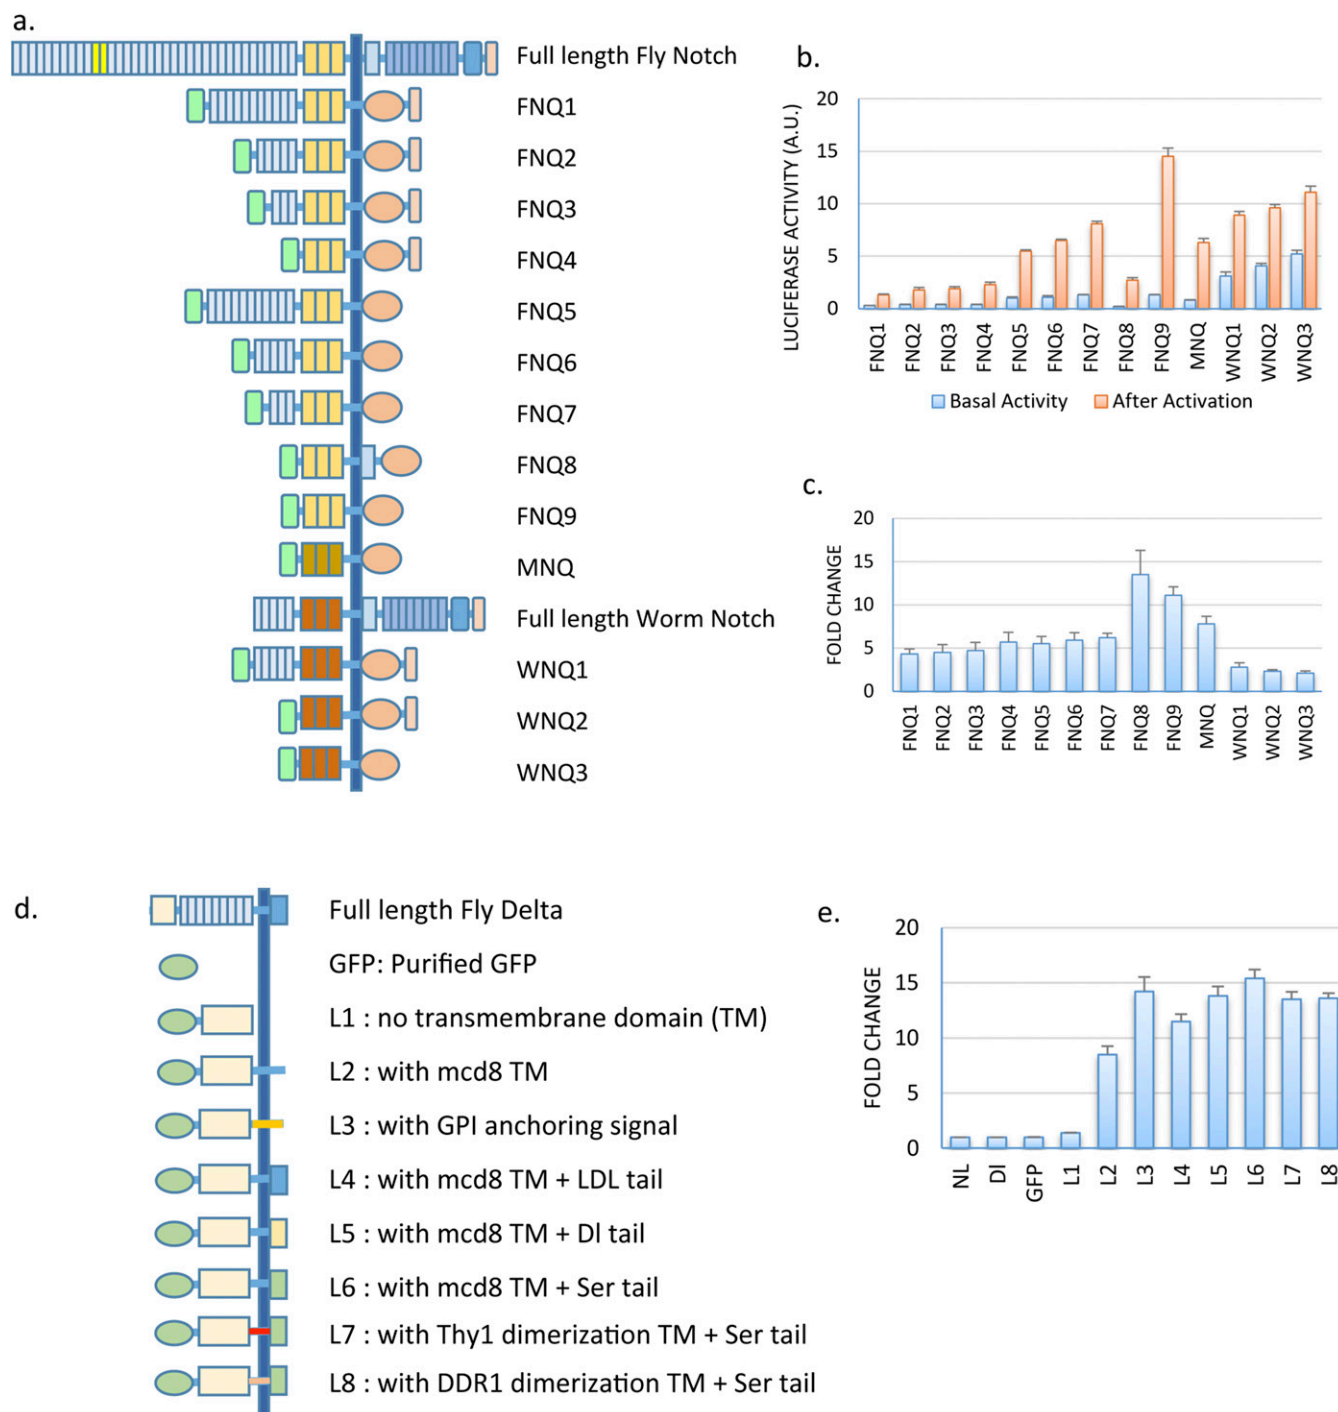 a.
Full length Fly Notch
FNQ1
FNQ2
FNQ3
FNQ4
FNQ5
FNQ6
FNQ7
FNQ8
FNQ9
MNQ
Full length Worm Notch
WNQ1
WNQ2
WNQ3
b.
LUCIFERASE ACTIVITY (A.U.)
20
15
10
5
0
FNQ1
FNQ2
FNQ3
FNQ4
FNQ5
FNQ6
FNQ7
FNQ8
FNQ9
MNQ
WNQ1
WNQ2
WNQ3
Basal Activity
After Activation
c.
FOLD CHANGE
20
15
10
5
0
FNQ1
FNQ2
FNQ3
FNQ4
FNQ5
FNQ6
FNQ7
FNQ8
FNQ9
MNQ
WNQ1
WNQ2
WNQ3
d.
Full length Fly Delta
GFP: Purified GFP
L1 : no transmembrane domain (TM)
L2 : with mcd8 TM
L3 : with GPI anchoring signal
L4 : with mcd8 TM + LDL tail
L5 : with mcd8 TM + Dl tail
L6 : with mcd8 TM + Ser tail
L7 : with Thy1 dimerization TM + Ser tail
L8 : with DDR1 dimerization TM + Ser tail
e.
FOLD CHANGE
20
15
10
5
0
NL
Dl
GFP
L1
L2
L3
L4
L5
L6
L7
L8